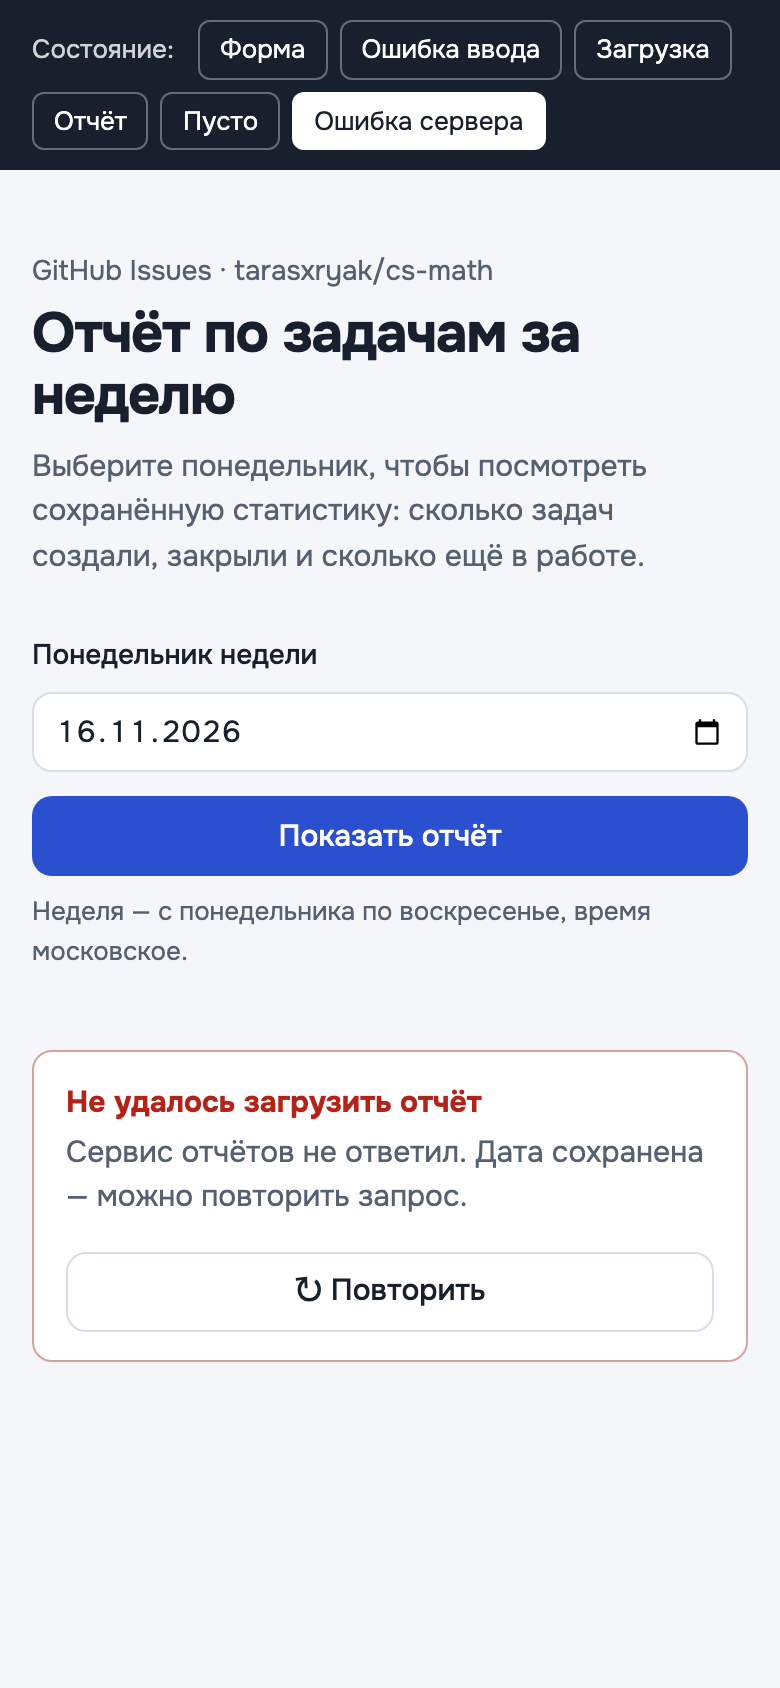 Состояние: Форма Ошибка ввода Загрузка
Отчёт Пусто Ошибка сервера
GitHub Issues · tarasxryak/cs-math
Отчёт по задачам за
неделю
Выберите понедельник, чтобы посмотреть
сохранённую статистику: сколько задач
создали, закрыли и сколько ещё в работе.
Понедельник недели
16.11.2026
Показать отчёт
Неделя — с понедельника по воскресенье, время
московское.
Не удалось загрузить отчёт
Сервис отчётов не ответил. Дата сохранена
— можно повторить запрос.
↻ Повторить